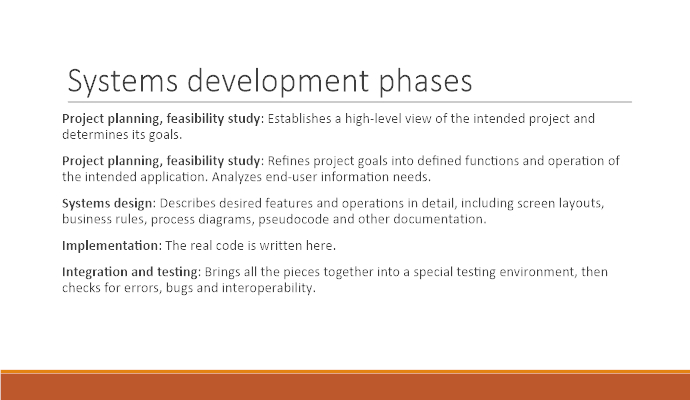 Systems development phases
Project planning, feasibility study: Establishes a high-level view of the intended project and
determines its goals.
Project planning, feasibility study: Refines project goals into defined functions and operation of
the intended application. Analyzes end-user information needs.
Systems design: Describes desired features and operations in detail, including screen layouts,
business rules, process diagrams, pseudocode and other documentation.
Implementation: The real code is written here.
Integration and testing: Brings all the pieces together into a special testing environment, then
checks for errors, bugs and interoperability.